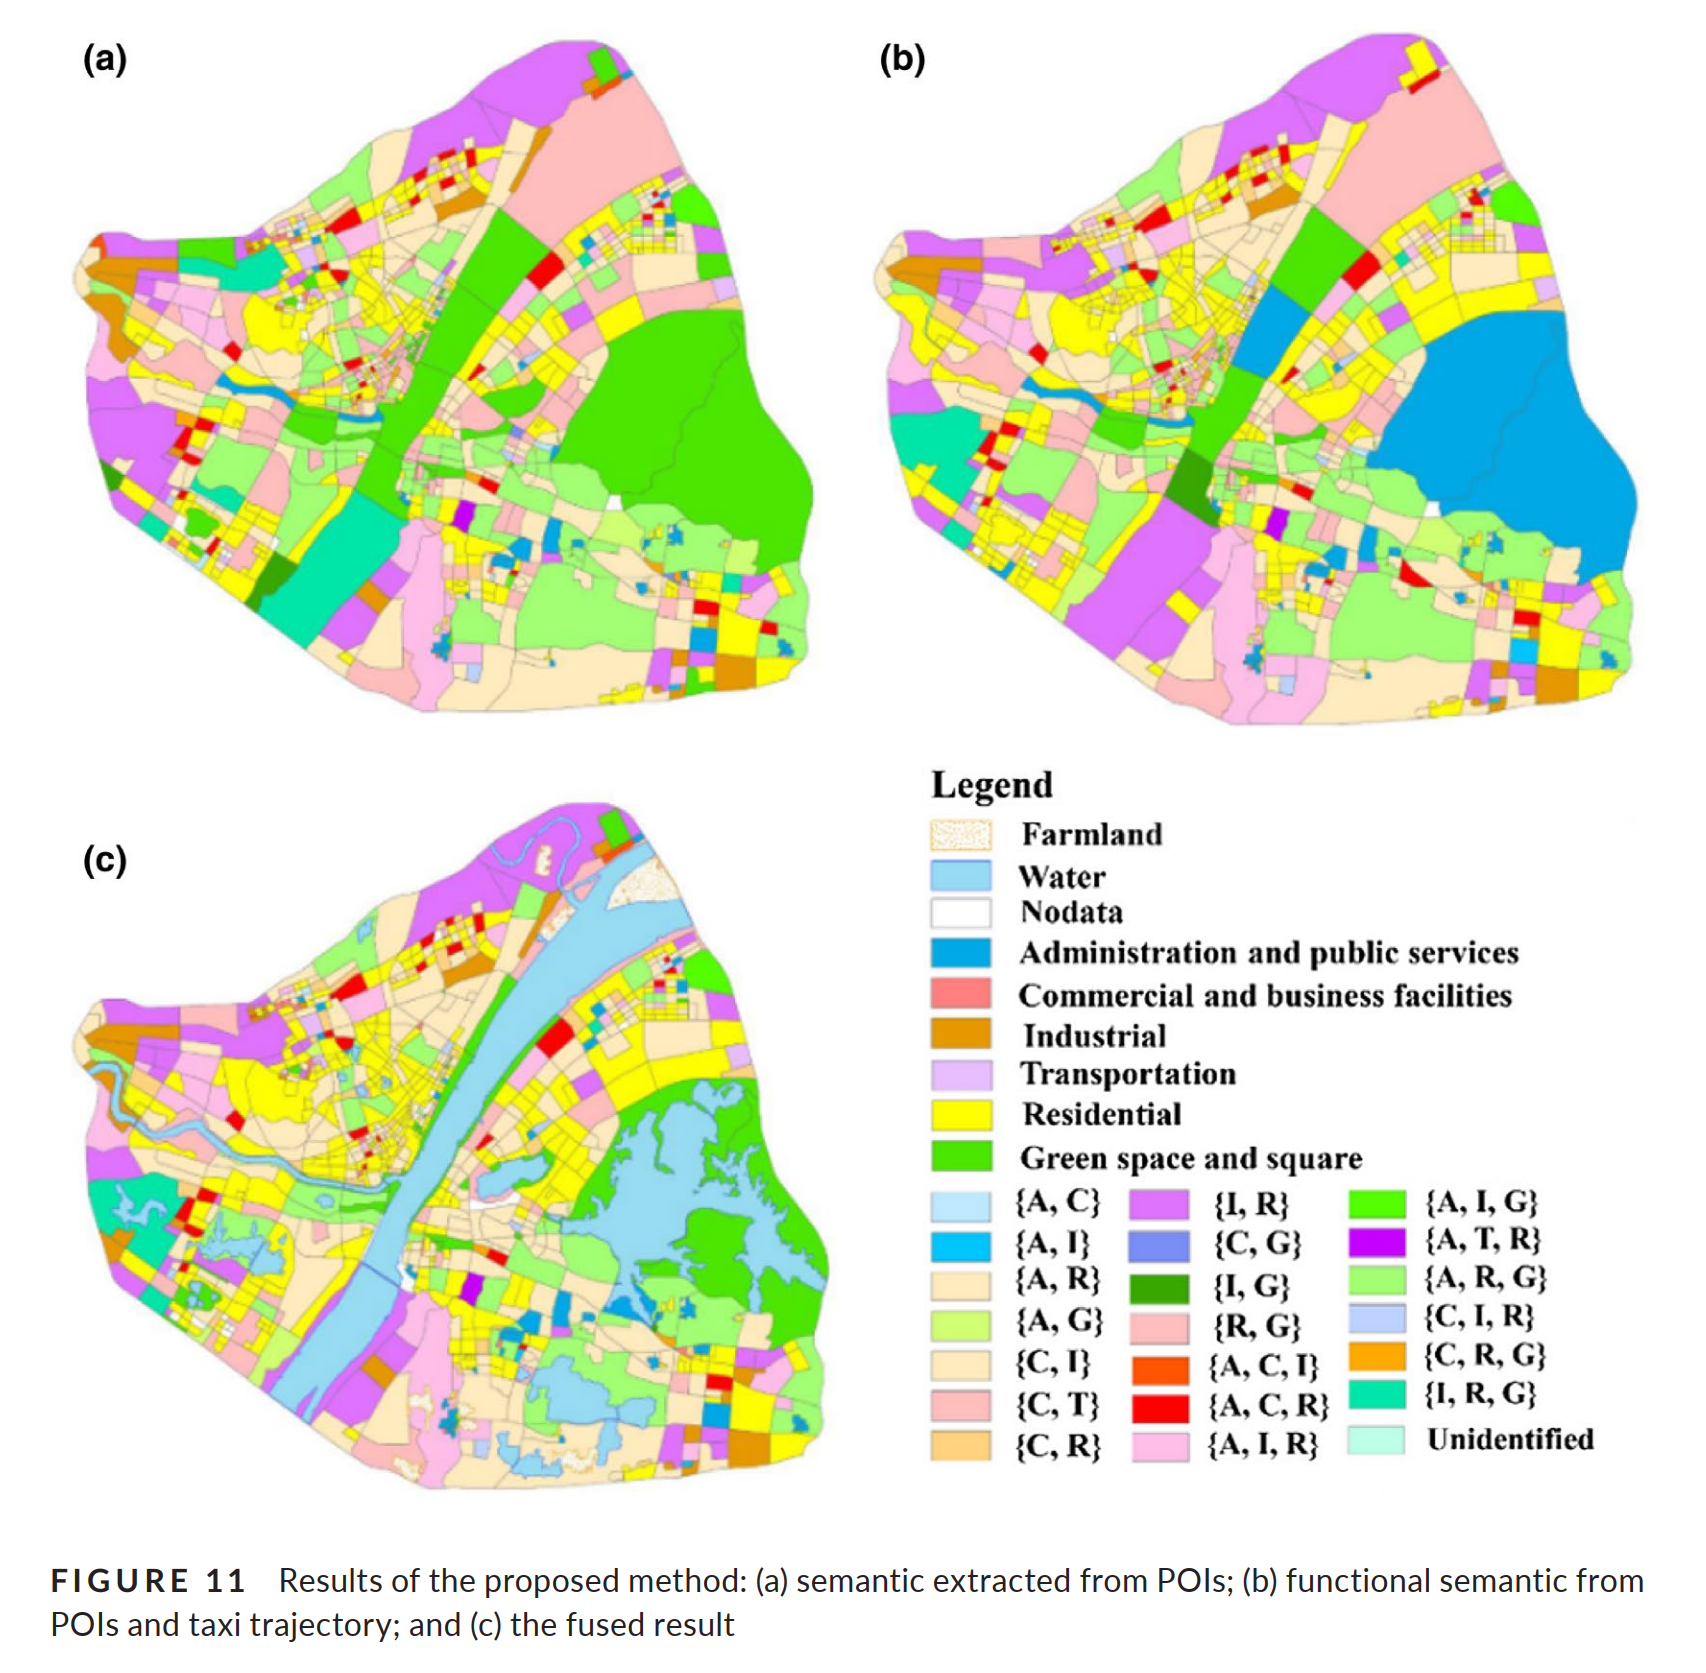 (a)
(b)
(c)
Legend
Farmland
Water
Nodata
Administration and public services
Commercial and business facilities
Industrial
Transportation
Residential
Green space and square
{A, C}
{A, I}
{A, R}
{A, G}
{C, I}
{C, T}
{C, R}
{I, R}
{C, G}
{I, G}
{R, G}
{A, C, I}
{A, C, R}
{A, I, R}
{A, I, G}
{A, T, R}
{A, R, G}
{C, I, R}
{C, R, G}
{I, R, G}
Unidentified
FIGURE 11 Results of the proposed method: (a) semantic extracted from POIs; (b) functional semantic from
POIs and taxi trajectory; and (c) the fused result